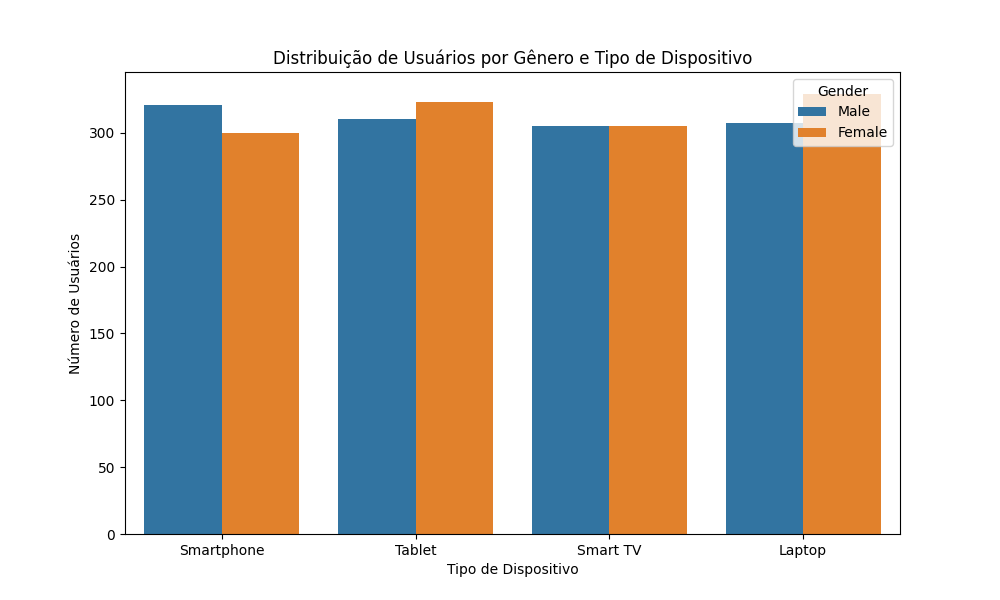 Distribuição de Usuários por Gênero e Tipo de Dispositivo
Gender
Male
Female
Número de Usuários
300
250
200
150
100
50
0
Smartphone Tablet Smart TV Laptop
Tipo de Dispositivo